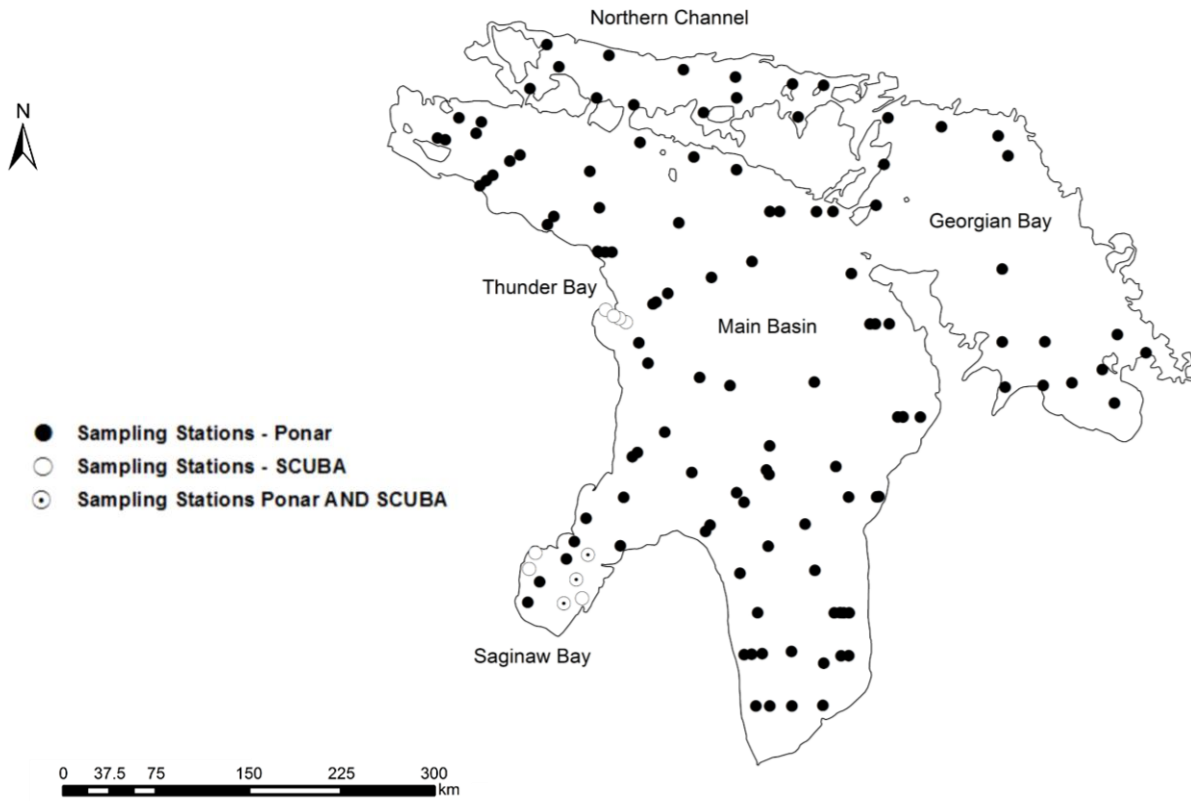 Northern Channel
N
Georgian Bay
Thunder Bay
Main Basin
Sampling Stations - Ponar
Sampling Stations - SCUBA
Sampling Stations Ponar AND SCUBA
Saginaw Bay
0 37.5 75 150 225 300
km